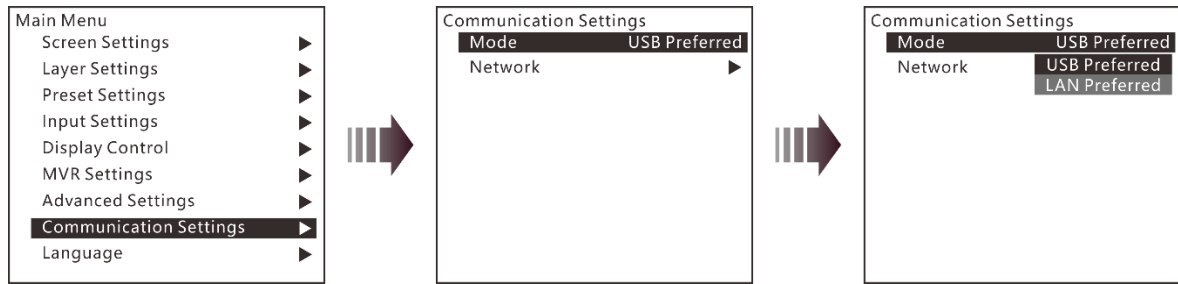 Main Menu
Screen Settings
Layer Settings
Preset Settings
Input Settings
Display Control
MVR Settings
Advanced Settings
Communication Settings
Language
Communication Settings
Mode USB Preferred
Network
Communication Settings
Mode USB Preferred
Network USB Preferred
LAN Preferred